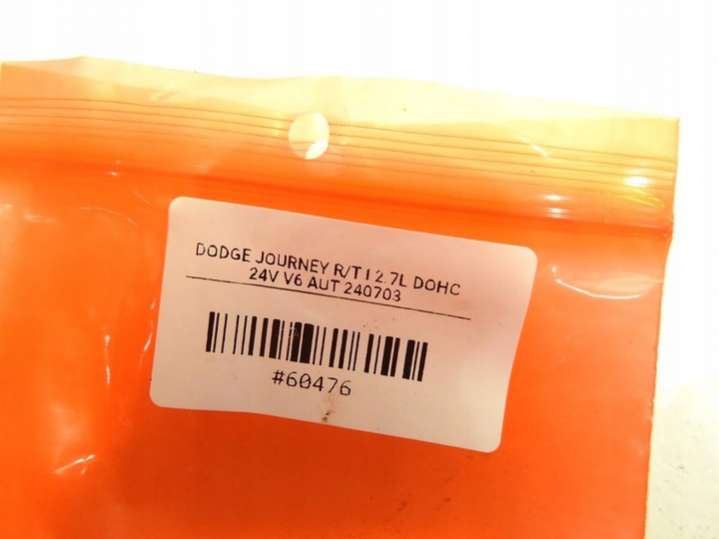 DODGE JOURNEY R/T I 2.7L DOHC
24V V6 AUT 240703
#60476